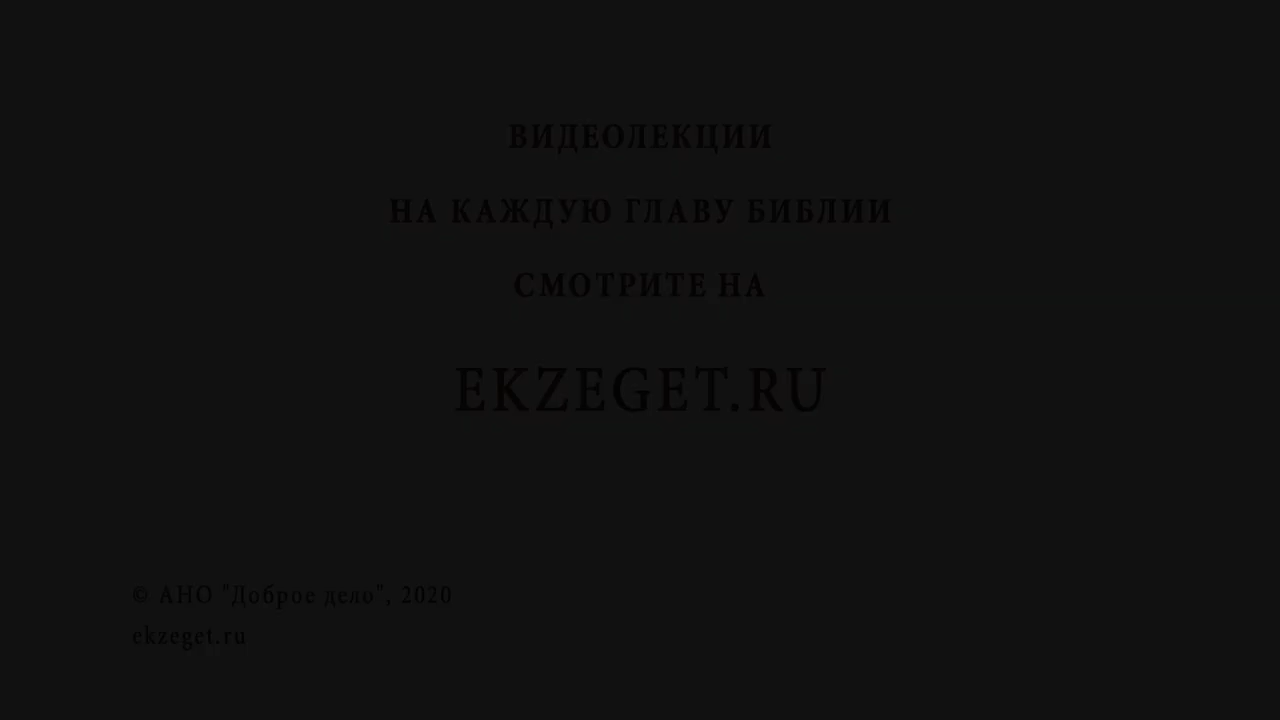 ВИДЕОЛЕКЦИИ
НА КАЖДУЮ ГЛАВУ БИБЛИИ
СМОТРИТЕ НА
EKZEGET.RU
© АНО "Доброе дело", 2020
ekzeget.ru